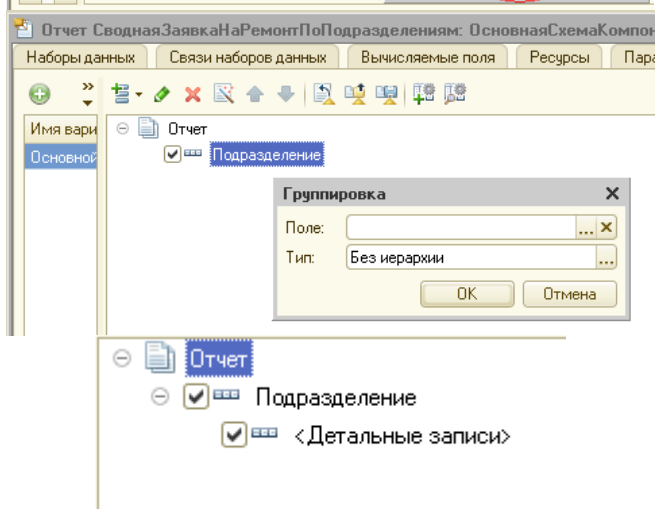 Отчет СводнаяЗаявкаНаРемонтПоПодразделениям: ОсновнаяСхемаКомпон
Наборы данных Связи наборов данных Вычисляемые поля Ресурсы Пара
Имя вари
Отчет
Основной
Подразделение
Группировка
Поле:
Тип: Без иерархии
OK Отмена
Отчет
Подразделение
<Детальные записи>